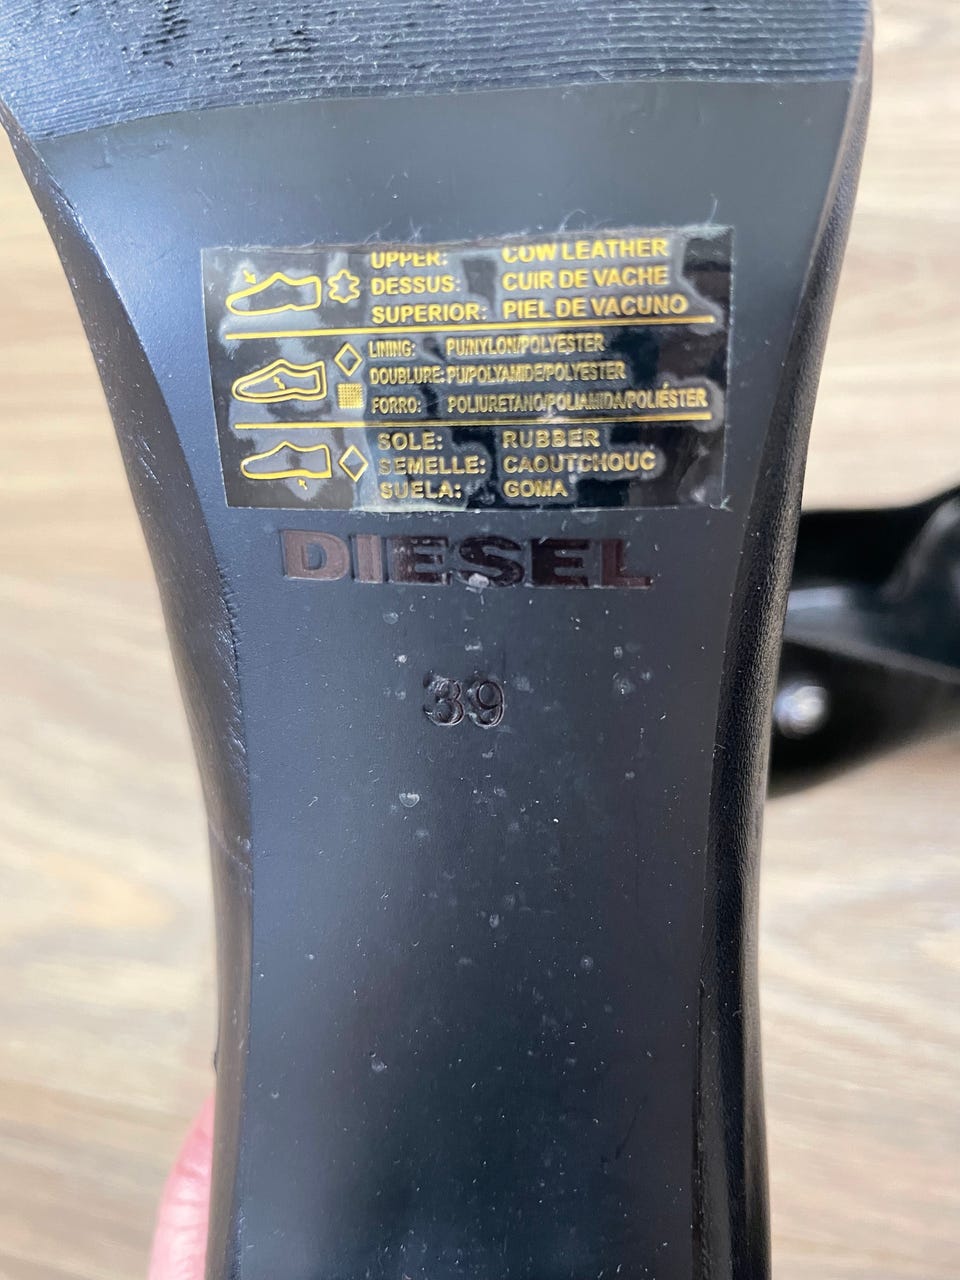 UPPER: COW LEATHER
DESSUS: CUIR DE VACHE
SUPERIOR: PIEL DE VACUNO
LINING: PU/NYLON/POLYESTER
DOUBLURE: PU/POLYAMIDE/POLYESTER
FORRO: POLIURETANO/POLIAMIDA/POLIÉSTER
SOLE: RUBBER
SEMELLE: CAOUTCHOUC
SUELA: GOMA
DIESEL
39